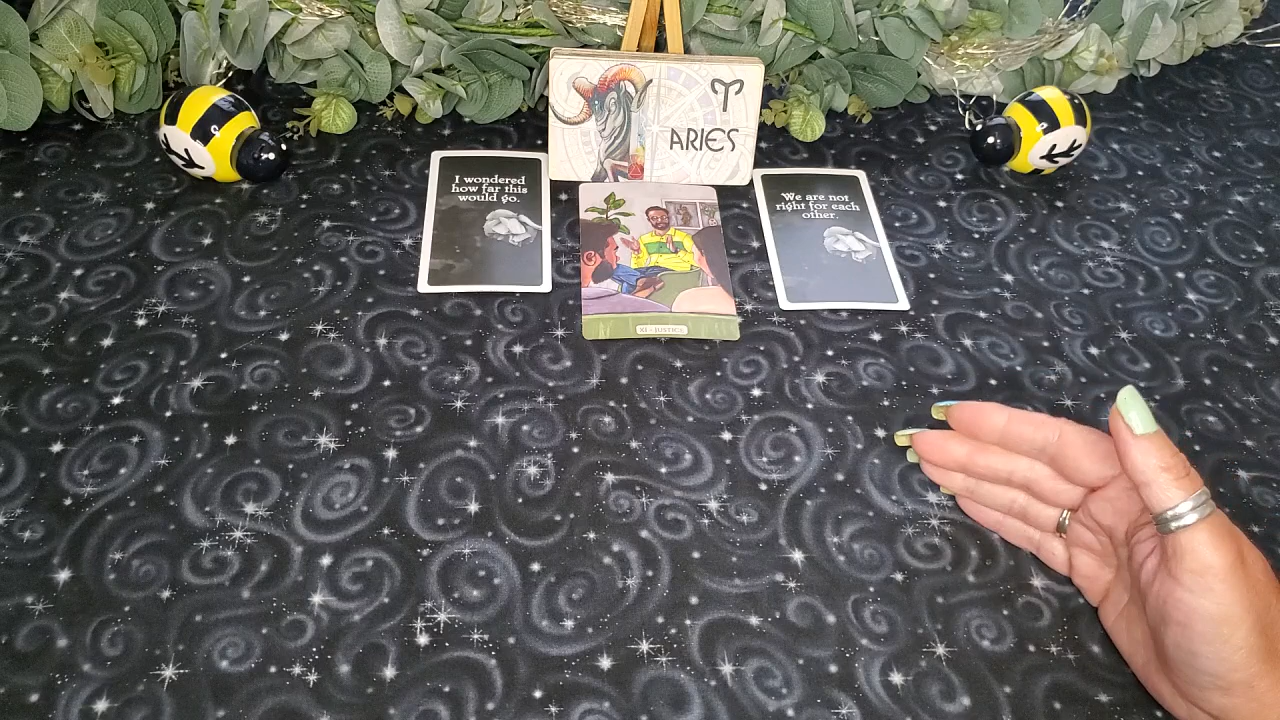 ARIES
I wondered
how far this
would go.
We are not
right for each
other.
XI - JUSTICE